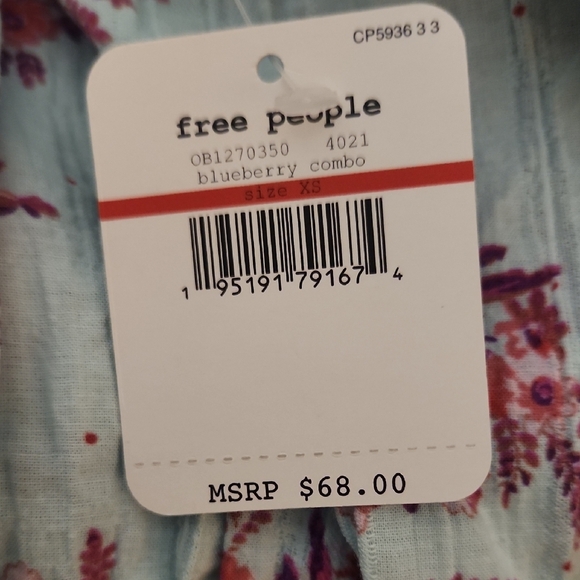 CP5936 3 3
free people
OB1270350 4021
blueberry combo
size XS
1 95191 79167 4
MSRP $68.00